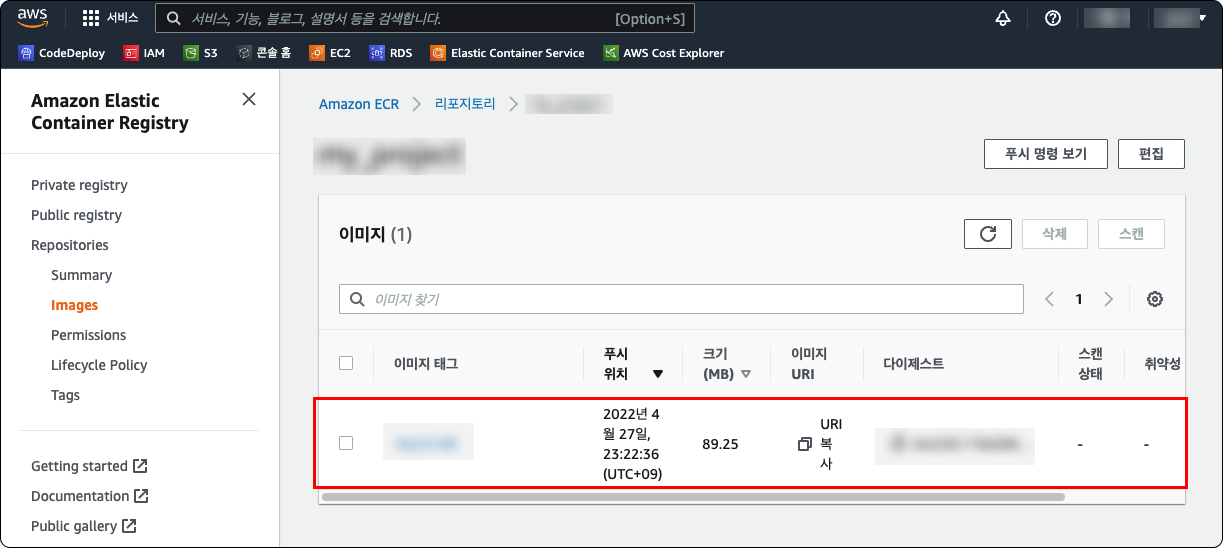 aws
서비스
서비스, 기능, 블로그, 설명서 등을 검색합니다.
[Option+S]
CodeDeploy
IAM
S3
콘솔 홈
EC2
RDS
Elastic Container Service
AWS Cost Explorer
Amazon Elastic
Container Registry
Private registry
Public registry
Repositories
Summary
Images
Permissions
Lifecycle Policy
Tags
Getting started
Documentation
Public gallery
Amazon ECR
리포지토리
my_project
푸시 명령 보기
편집
이미지 (1)
삭제
스캔
이미지 찾기
1
이미지 태그
푸시
위치
크기
(MB)
이미지
URI
다이제스트
스캔
상태
취약성
2022년 4
월 27일,
23:22:36
(UTC+09)
89.25
URI
복
사
-
-